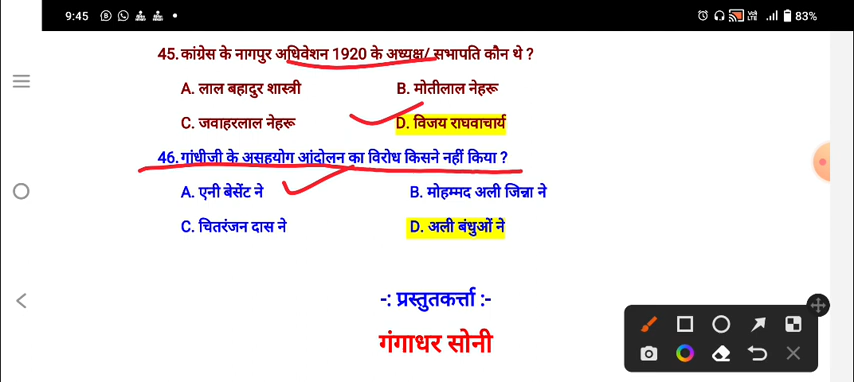 9:45
83%
45. कांग्रेस के नागपुर अधिवेशन 1920 के अध्यक्ष/ सभापति कौन थे ?
A. लाल बहादुर शास्त्री B. मोतीलाल नेहरू
C. जवाहरलाल नेहरू D. विजय राघवाचार्य
46. गांधीजी के असहयोग आंदोलन का विरोध किसने नहीं किया ?
A. एनी बेसेंट ने B. मोहम्मद अली जिन्ना ने
C. चितरंजन दास ने D. अली बंधुओं ने
-: प्रस्तुतकर्त्ता :-
गंगाधर सोनी